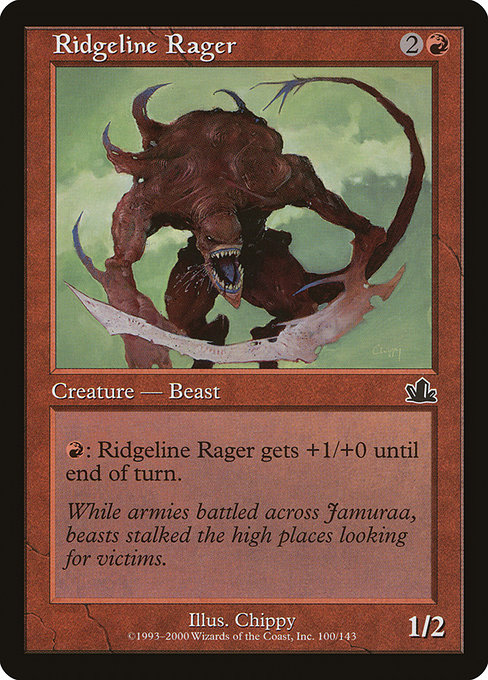 Ridgeline Rager 2
Chippy
Creature — Beast
: Ridgeline Rager gets +1/+0 until
end of turn.
While armies battled across Jamuraa,
beasts stalked the high places looking
for victims.
Illus. Chippy
©1993–2000 Wizards of the Coast, Inc. 100/143
1/2